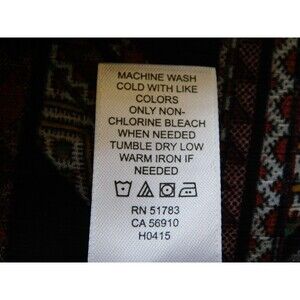 MACHINE WASH
COLD WITH LIKE
COLORS
ONLY NON-
CHLORINE BLEACH
WHEN NEEDED
TUMBLE DRY LOW
WARM IRON IF
NEEDED
RN 51783
CA 56910
H0415